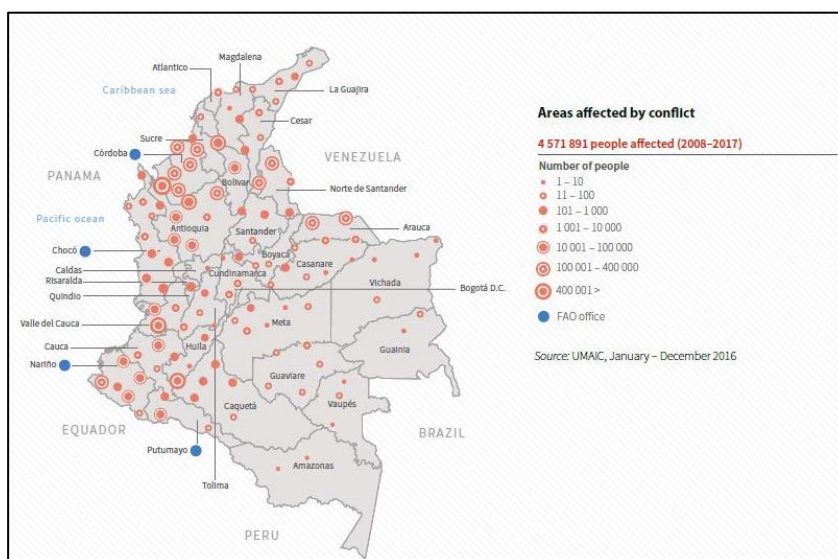 Magdalena
Atlantico
Caribbean sea
La Guajira
Cesar
Sucre
Córdoba
VENEZUELA
PANAMA
Bolivar
Norte de Santander
Pacific ocean
Antioquia
Santander
Arauca
Chocó
Boyacá
Caldas
Casanare
Cundinamarca
Risaralda
Vichada
Quindio
Bogotá D.C.
Valle del Cauca
Meta
Cauca
Huila
Guainia
Nariño
Guaviare
Caquetá
Vaupés
EQUADOR
BRAZIL
Putumayo
Amazonas
Tolima
PERU
Areas affected by conflict
4 571 891 people affected (2008–2017)
Number of people
1 – 10
11 – 100
101 – 1 000
1 001 – 10 000
10 001 – 100 000
100 001 – 400 000
400 001 >
FAO office
Source: UMAIC, January – December 2016